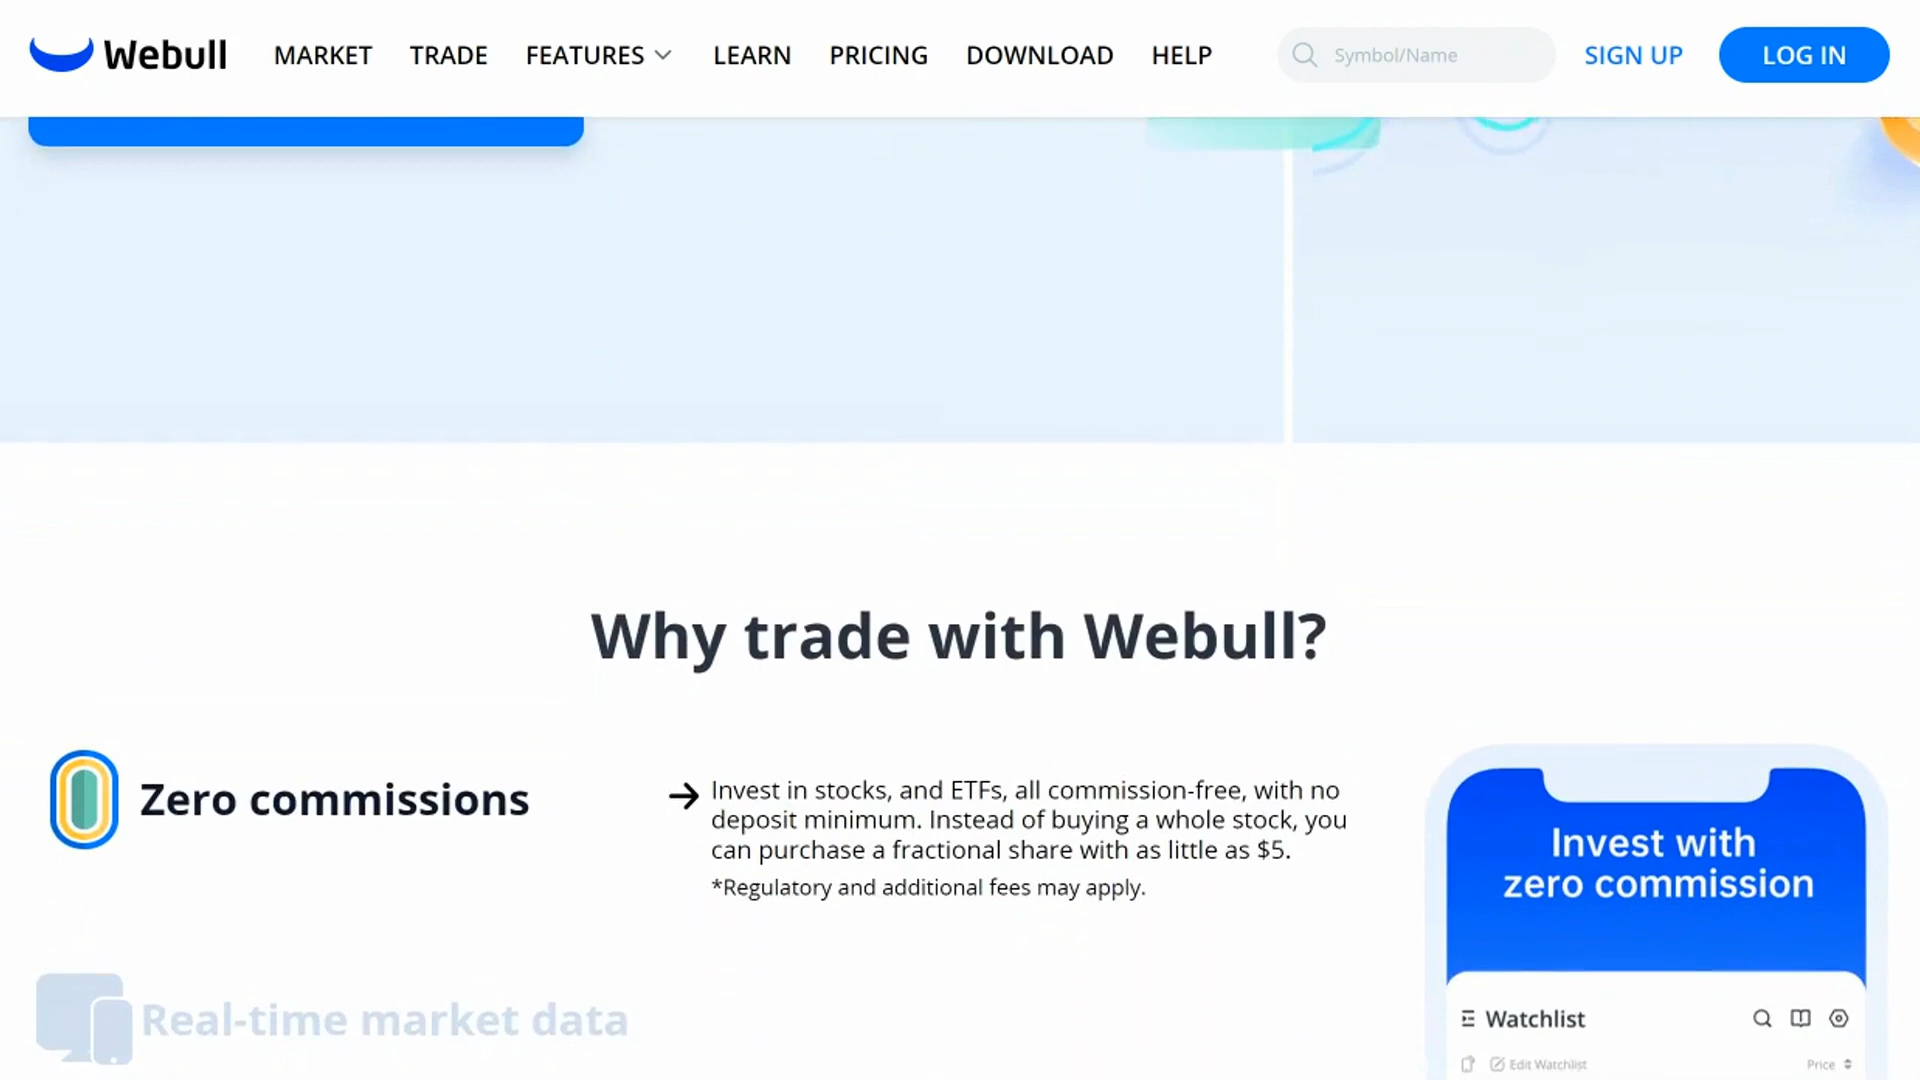 Webull MARKET TRADE FEATURES LEARN PRICING DOWNLOAD HELP Symbol/Name SIGN UP LOG IN
Why trade with Webull?
Zero commissions
Invest in stocks, and ETFs, all commission-free, with no
deposit minimum. Instead of buying a whole stock, you
can purchase a fractional share with as little as $5.
*Regulatory and additional fees may apply.
Invest with
zero commission
Real-time market data
Watchlist
Edit Watchlist Price